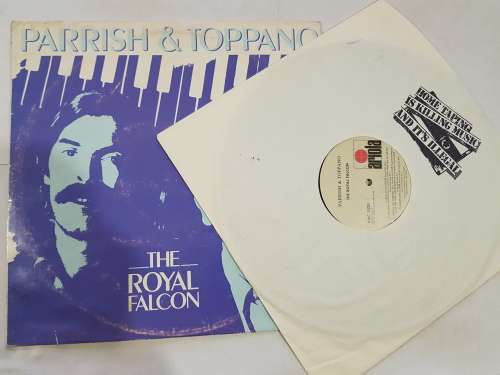 PARRISH & TOPPANO
THE
ROYAL
FALCON
HOME TAPING
IS KILLING MUSIC
AND IT'S ILLEGAL
ariola
PARRISH & TOPPANO
THE ROYAL FALCON